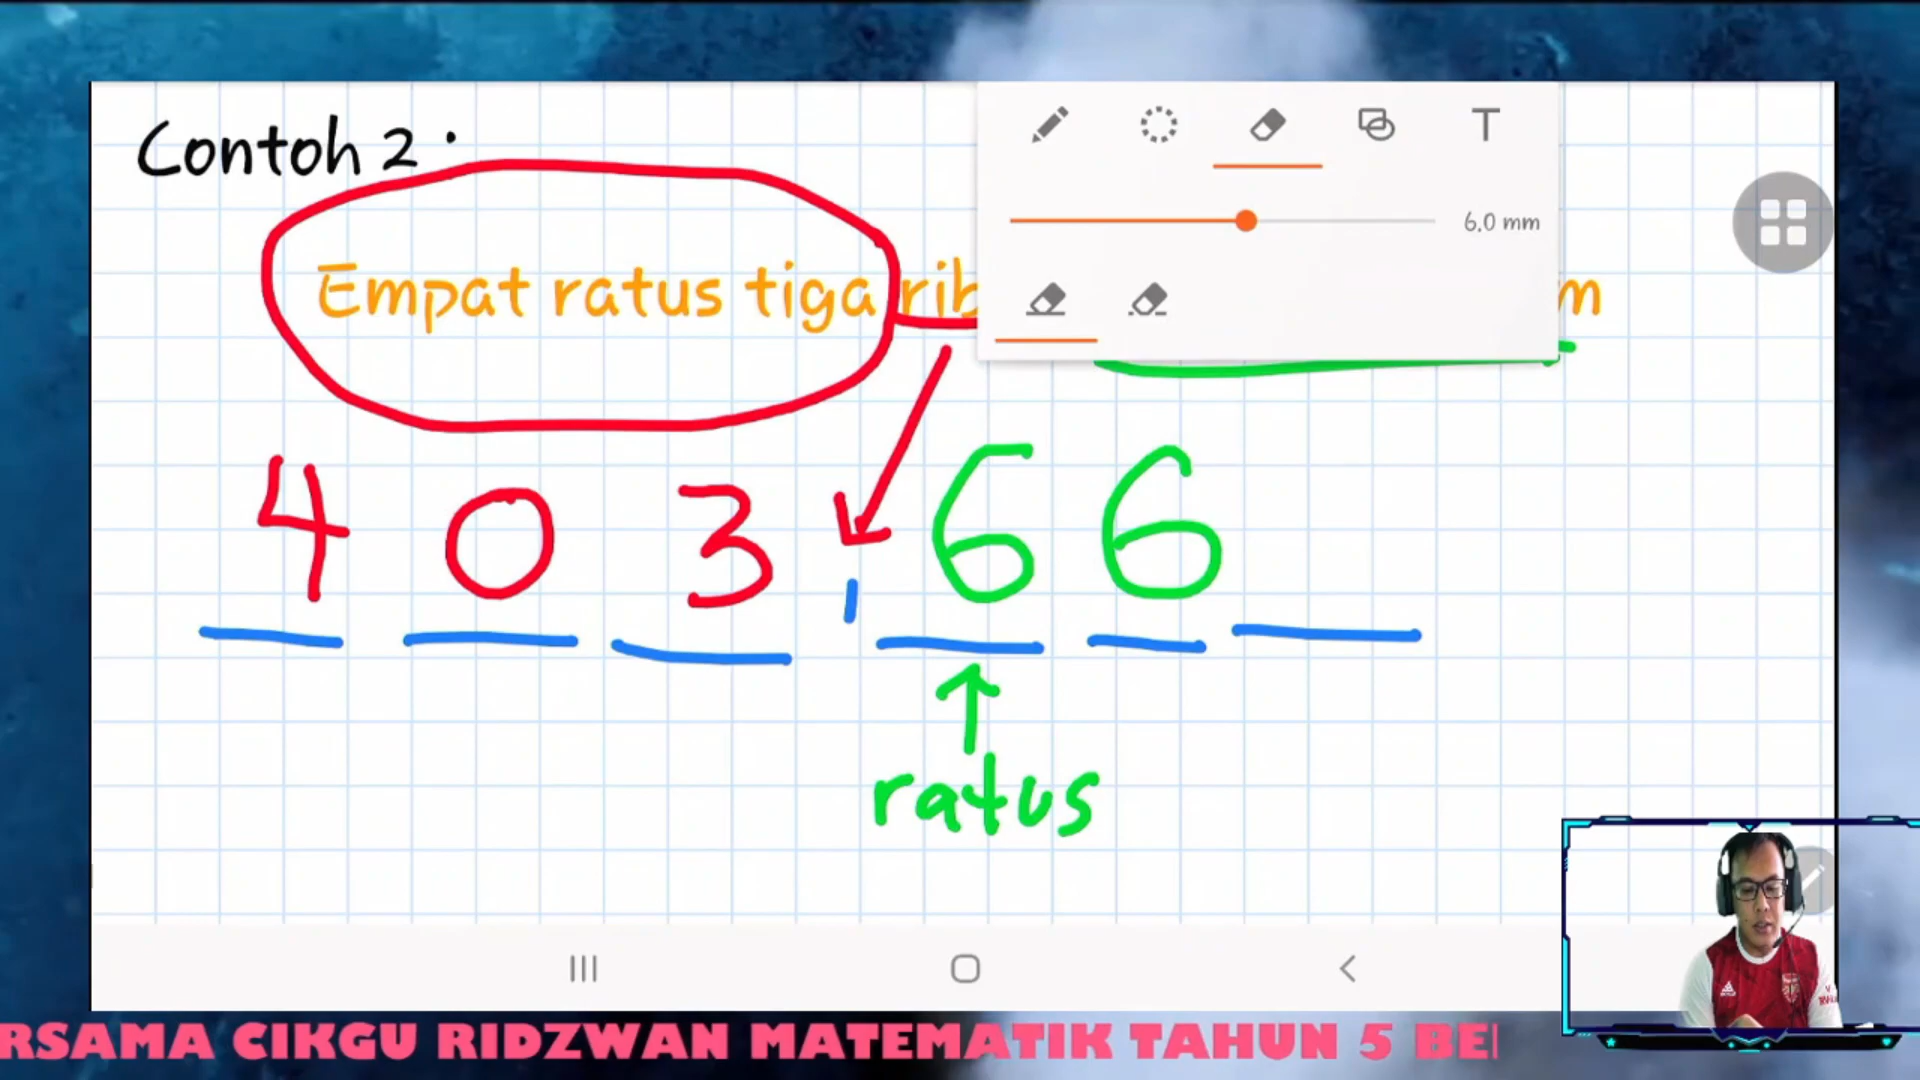 Contoh 2 :
6.0 mm
Empat ratus tiga rib m
4 0 3 , 6 6
ratus
RSAMA CIKGU RIDZWAN MATEMATIK TAHUN 5 BE